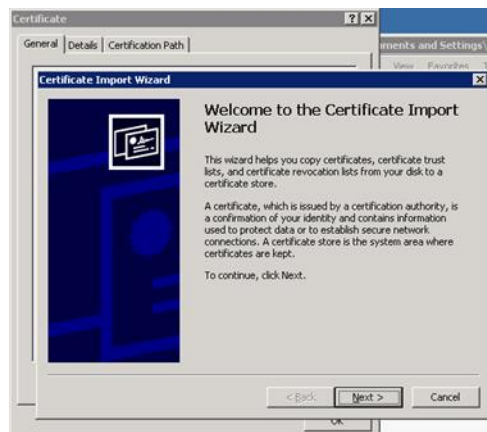 Certificate
General Details Certification Path
ments and Settings\
View Favorites
Certificate Import Wizard
Welcome to the Certificate Import
Wizard
This wizard helps you copy certificates, certificate trust
lists, and certificate revocation lists from your disk to a
certificate store.
A certificate, which is issued by a certification authority, is
a confirmation of your identity and contains information
used to protect data or to establish secure network
connections. A certificate store is the system area where
certificates are kept.
To continue, click Next.
< Back Next > Cancel
OK